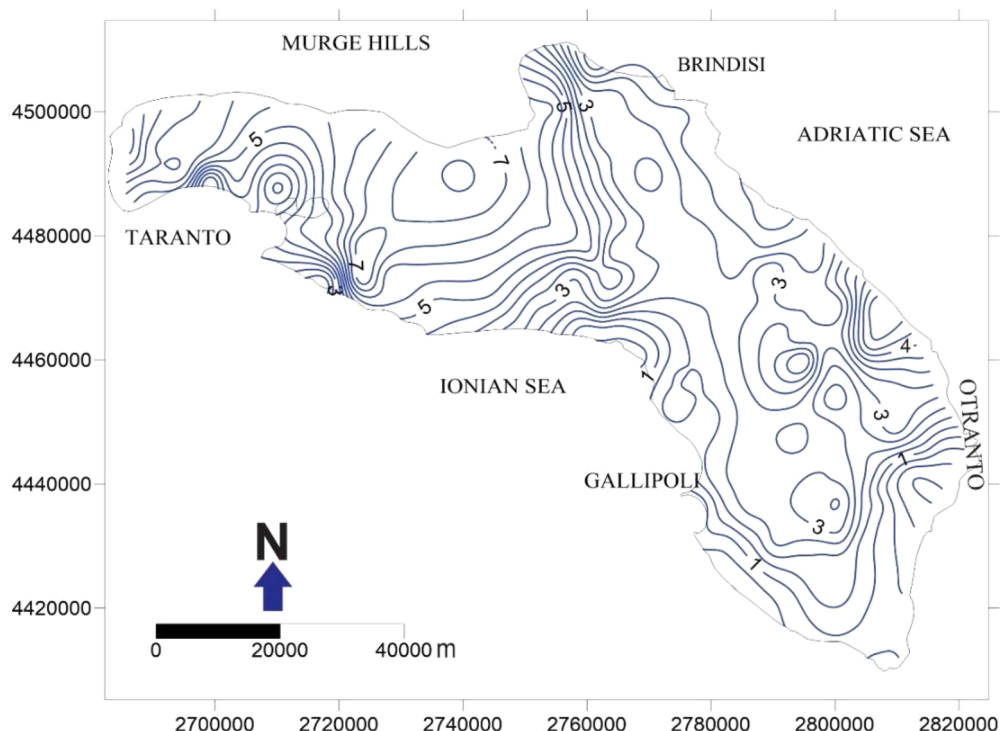 MURGE HILLS
BRINDISI
4500000
5
3
5
ADRIATIC SEA
7
4480000
TARANTO
7
3
3
3
5
4460000
4
IONIAN SEA
1
3
OTRANTO
1
4440000
GALLIPOLI
3
N
1
4420000
0 20000 40000 m
2700000 2720000 2740000 2760000 2780000 2800000 2820000